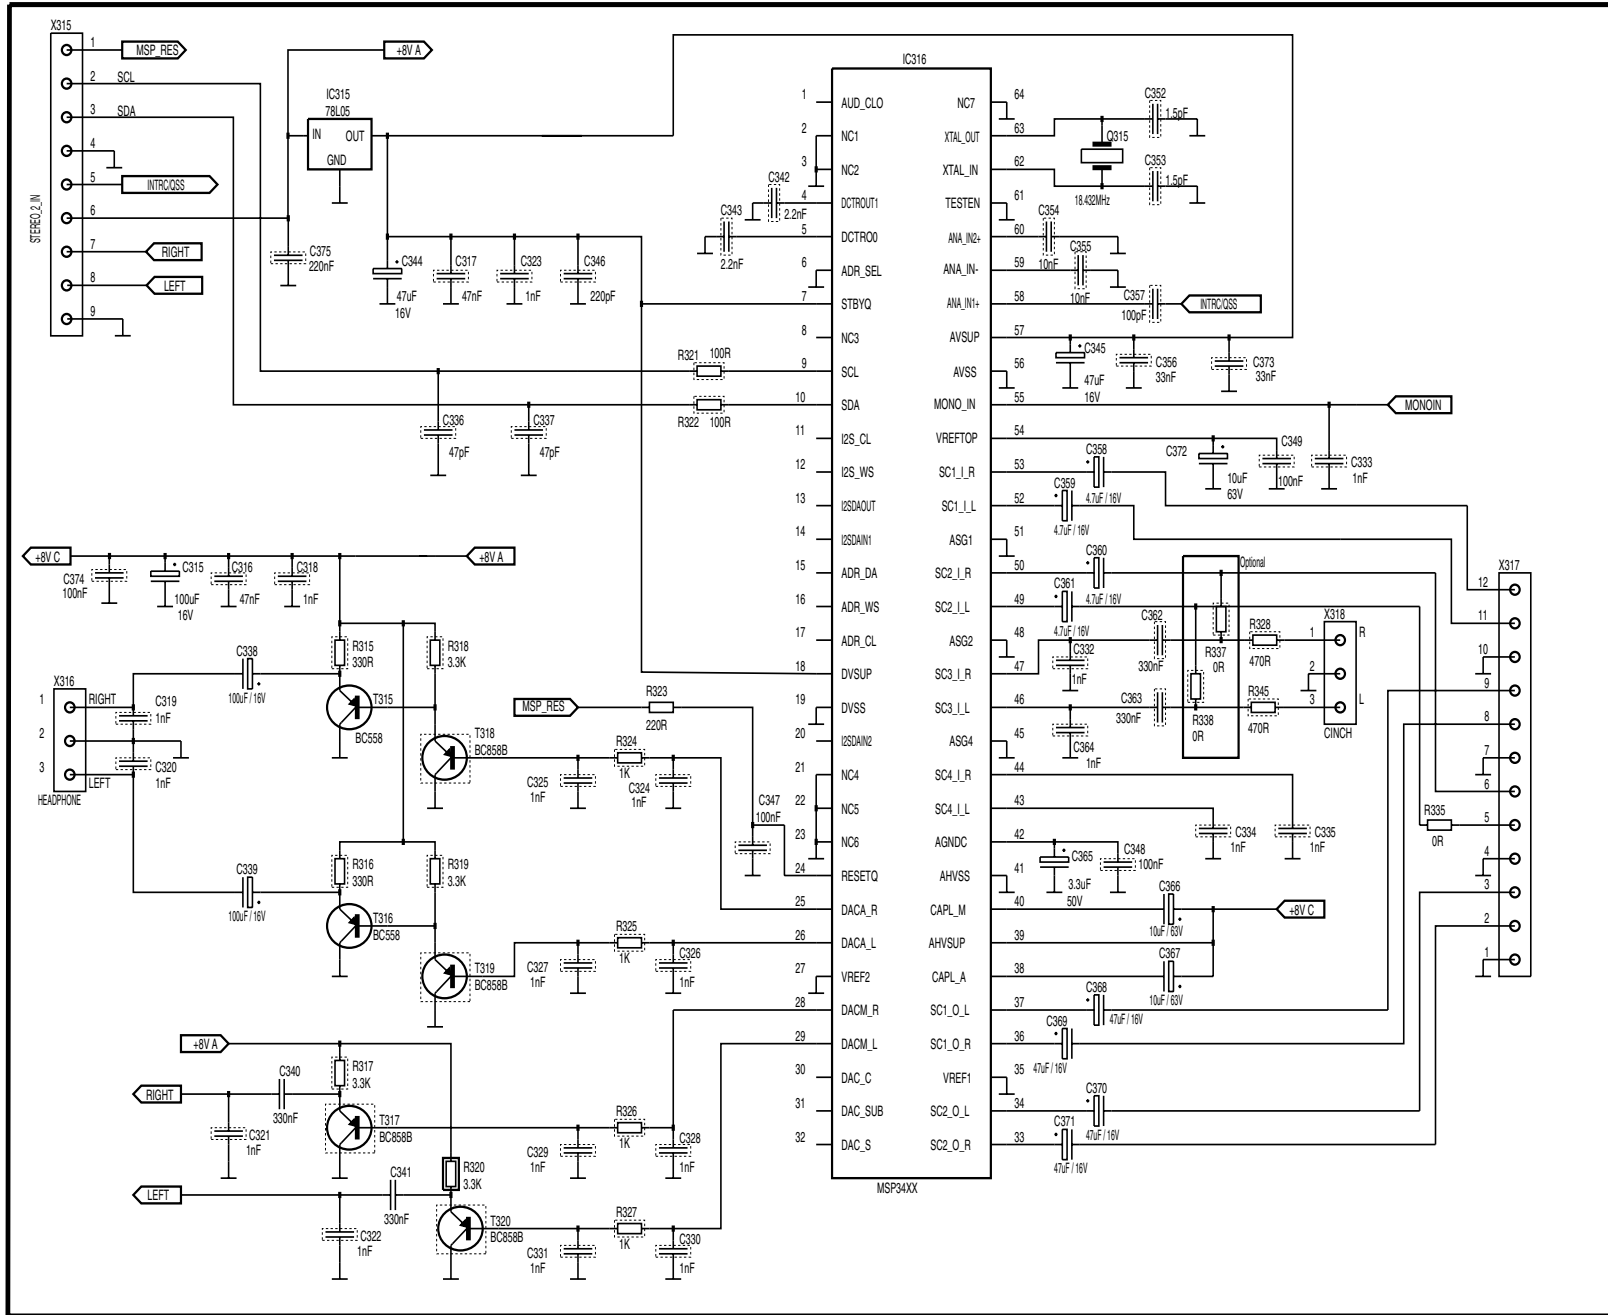 X315
1
MSP_RES
2
SCL
3
SDA
4
5
INTRC/QSS
6
7
RIGHT
8
LEFT
9
STEREO_2_IN
+8V A
IC315
78L05
IN
OUT
GND
C375
220nF
C344
47uF
16V
C317
47nF
C323
1nF
C346
220pF
C342
2.2nF
C343
2.2nF
R321
100R
R322
100R
C336
47pF
C337
47pF
+8V C
+8V A
C374
100nF
C315
100uF
16V
C316
47nF
C318
1nF
R315
330R
R318
3.3K
C338
100uF / 16V
X316
1
RIGHT
2
3
LEFT
HEADPHONE
C319
1nF
C320
1nF
T315
BC558
T318
BC858B
MSP_RES
R323
220R
R324
1K
C325
1nF
C324
1nF
C347
100nF
R316
330R
R319
3.3K
C339
100uF / 16V
T316
BC558
T319
BC858B
R325
1K
C327
1nF
C326
1nF
+8V A
R317
3.3K
C340
330nF
RIGHT
C321
1nF
T317
BC858B
R326
1K
C329
1nF
C328
1nF
R320
3.3K
C341
330nF
LEFT
C322
1nF
T320
BC858B
R327
1K
C331
1nF
C330
1nF
IC316
1 AUD_CLO
2 NC1
3 NC2
4 DCTROUT1
5 DCTRO0
6 ADR_SEL
7 STBYQ
8 NC3
9 SCL
10 SDA
11 I2S_CL
12 I2S_WS
13 I2SDAOUT
14 I2SDAIN1
15 ADR_DA
16 ADR_WS
17 ADR_CL
18 DVSUP
19 DVSS
20 I2SDAIN2
21 NC4
22 NC5
23 NC6
24 RESETQ
25 DACA_R
26 DACA_L
27 VREF2
28 DACM_R
29 DACM_L
30 DAC_C
31 DAC_SUB
32 DAC_S
NC7 64
XTAL_OUT 63
XTAL_IN 62
TESTEN 61
ANA_IN2+ 60
ANA_IN- 59
ANA_IN1+ 58
AVSUP 57
AVSS 56
MONO_IN 55
VREFTOP 54
SC1_I_R 53
SC1_I_L 52
ASG1 51
SC2_I_R 50
SC2_I_L 49
ASG2 48
SC3_I_R 47
SC3_I_L 46
ASG4 45
SC4_I_R 44
SC4_I_L 43
AGNDC 42
AHVSS 41
CAPL_M 40
AHVSUP 39
CAPL_A 38
SC1_O_L 37
SC1_O_R 36
VREF1 35
SC2_O_L 34
SC2_O_R 33
MSP34XX
C352
1.5pF
Q315
18.432MHz
C353
1.5pF
C354
10nF
C355
10nF
C357
100pF
INTRC/QSS
C345
47uF
16V
C356
33nF
C373
33nF
MONOIN
C372
10uF
63V
C349
100nF
C333
1nF
C358
4.7uF / 16V
C359
4.7uF / 16V
C360
4.7uF / 16V
C361
4.7uF / 16V
Optional
C362
330nF
C332
1nF
R337
0R
R328
470R
C363
330nF
C364
1nF
R338
0R
R345
470R
X318
1
R
2
3
L
CINCH
C334
1nF
C335
1nF
C365
3.3uF
50V
C348
100nF
C366
10uF / 63V
+8V C
C367
10uF / 63V
C368
47uF / 16V
C369
47uF / 16V
C370
47uF / 16V
C371
47uF / 16V
R335
0R
X317
12
11
10
9
8
7
6
5
4
3
2
1